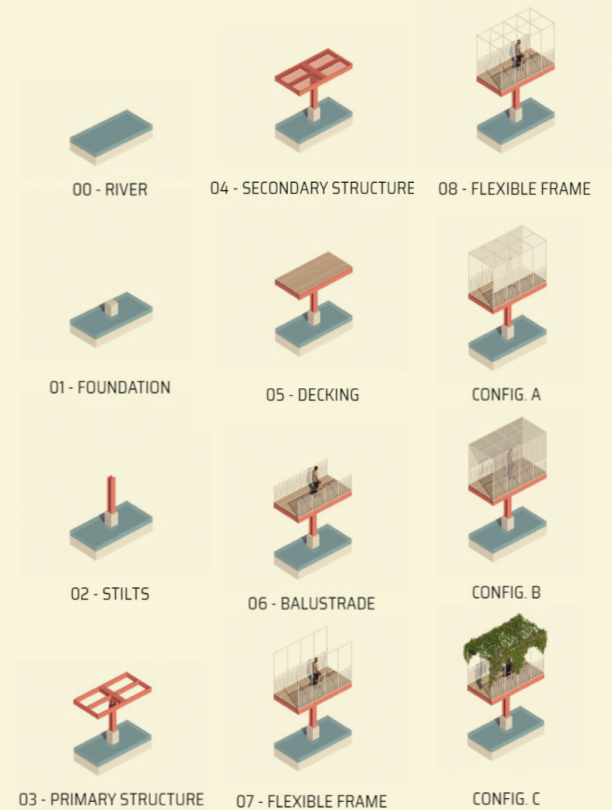 00 - RIVER
01 - FOUNDATION
02 - STILTS
03 - PRIMARY STRUCTURE
04 - SECONDARY STRUCTURE
05 - DECKING
06 - BALUSTRADE
07 - FLEXIBLE FRAME
08 - FLEXIBLE FRAME
CONFIG. A
CONFIG. B
CONFIG. C